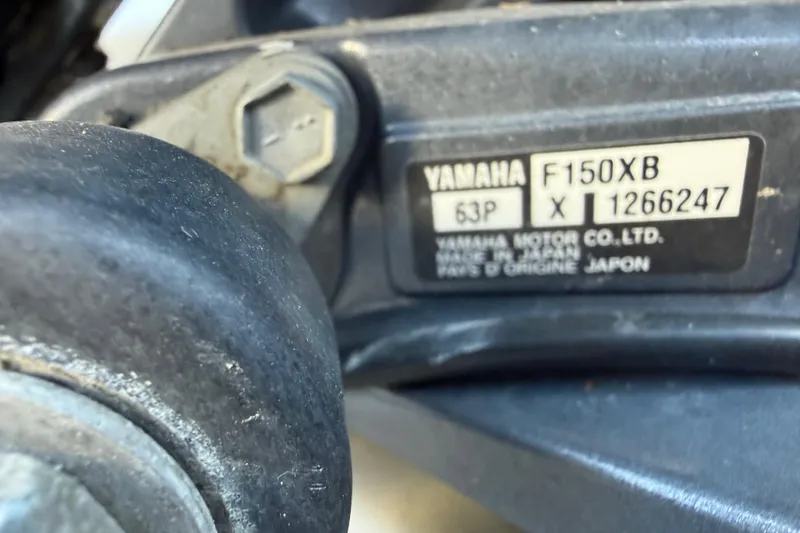 YAMAHA F150XB
63P X 1266247
YAMAHA MOTOR CO.,LTD.
MADE IN JAPAN
PAYS D'ORIGINE JAPON